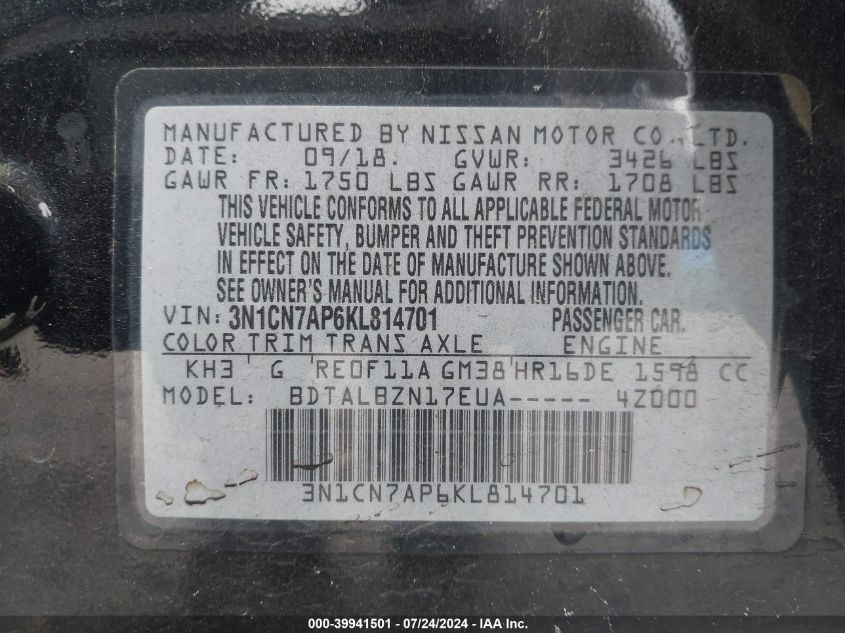 MANUFACTURED BY NISSAN MOTOR CO., LTD.
DATE: 09/18. GVWR: 3426 LBS
GAWR FR: 1750 LBS GAWR RR: 1708 LBS
THIS VEHICLE CONFORMS TO ALL APPLICABLE FEDERAL MOTOR
VEHICLE SAFETY, BUMPER AND THEFT PREVENTION STANDARDS
IN EFFECT ON THE DATE OF MANUFACTURE SHOWN ABOVE.
SEE OWNER'S MANUAL FOR ADDITIONAL INFORMATION.
VIN: 3N1CN7AP6KL814701 PASSENGER CAR.
COLOR TRIM TRANS AXLE ENGINE
KH3 G RE0F11A GM38 HR16DE 1598 CC
MODEL: BDTALBZN17EUA----- 4Z000
3N1CN7AP6KL814701
000-39941501 / 07/24/2024 - IAA Inc.